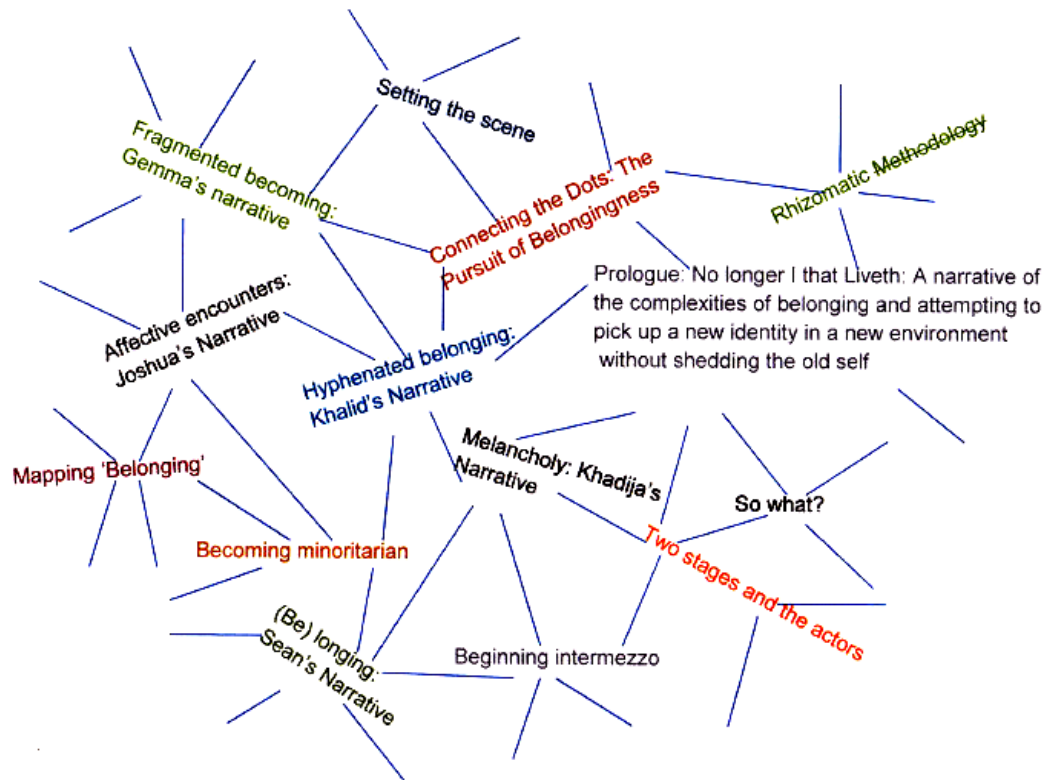 Setting the scene
Fragmented becoming:
Gemma's narrative
Connecting the Dots: The
Pursuit of Belongingness
Rhizomatic Methodology
Prologue: No longer I that Liveth: A narrative of
the complexities of belonging and attempting to
pick up a new identity in a new environment
without shedding the old self
Affective encounters:
Joshua's Narrative
Hyphenated belonging:
Khalid's Narrative
Melancholy: Khadija's
Narrative
Mapping 'Belonging'
So what?
Becoming minoritarian
Two stages and the actors
(Be) longing:
Sean's Narrative
Beginning intermezzo